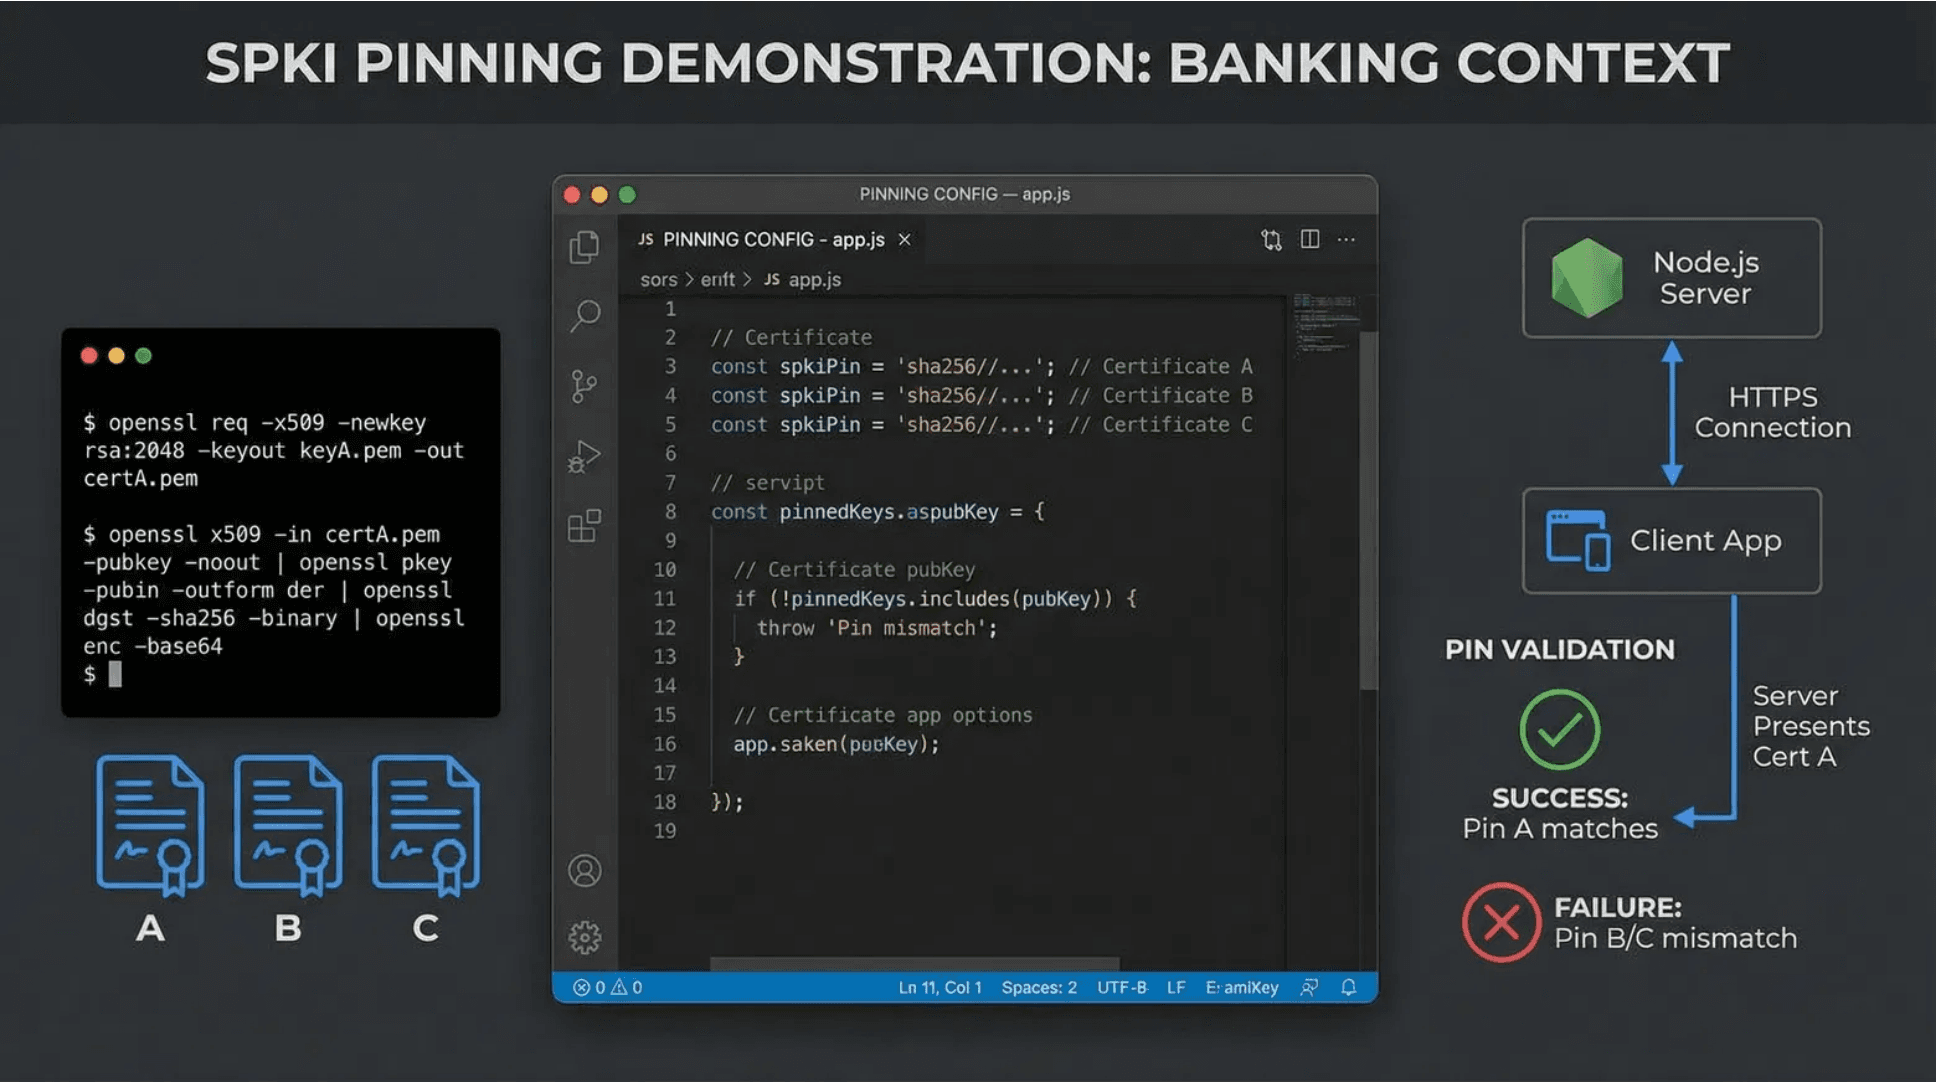 SPKI PINNING DEMONSTRATION: BANKING CONTEXT
$ openssl req -x509 -newkey
rsa:2048 -keyout keyA.pem -out
certA.pem
$ openssl x509 -in certA.pem
-pubkey -noout | openssl pkey
-pubin -outform der | openssl
dgst -sha256 -binary | openssl
enc -base64
$
A
B
C
PINNING CONFIG — app.js
JS PINNING CONFIG - app.js ×
sors > > JS app.js
1
2 // Certificate
3 const spkiPin = 'sha256//...'; // Certificate A
4 const spkiPin = 'sha256//...'; // Certificate B
5 const spkiPin = 'sha256//...'; // Certificate C
6
7 // servipt
8 const pinnedKeys.aspubKey = {
9
10 // Certificate pubKey
11 if (!pinnedKeys.includes(pubKey)) {
12 throw 'Pin mismatch';
13 }
14
15 // Certificate app options
16 app.saken(
17
18 });
19
0 0
Ln 11, Col 1 Spaces: 2 UTF-B LF
Node.js
Server
HTTPS
Connection
Client App
PIN VALIDATION
Server
Presents
Cert A
SUCCESS:
Pin A matches
FAILURE:
Pin B/C mismatch